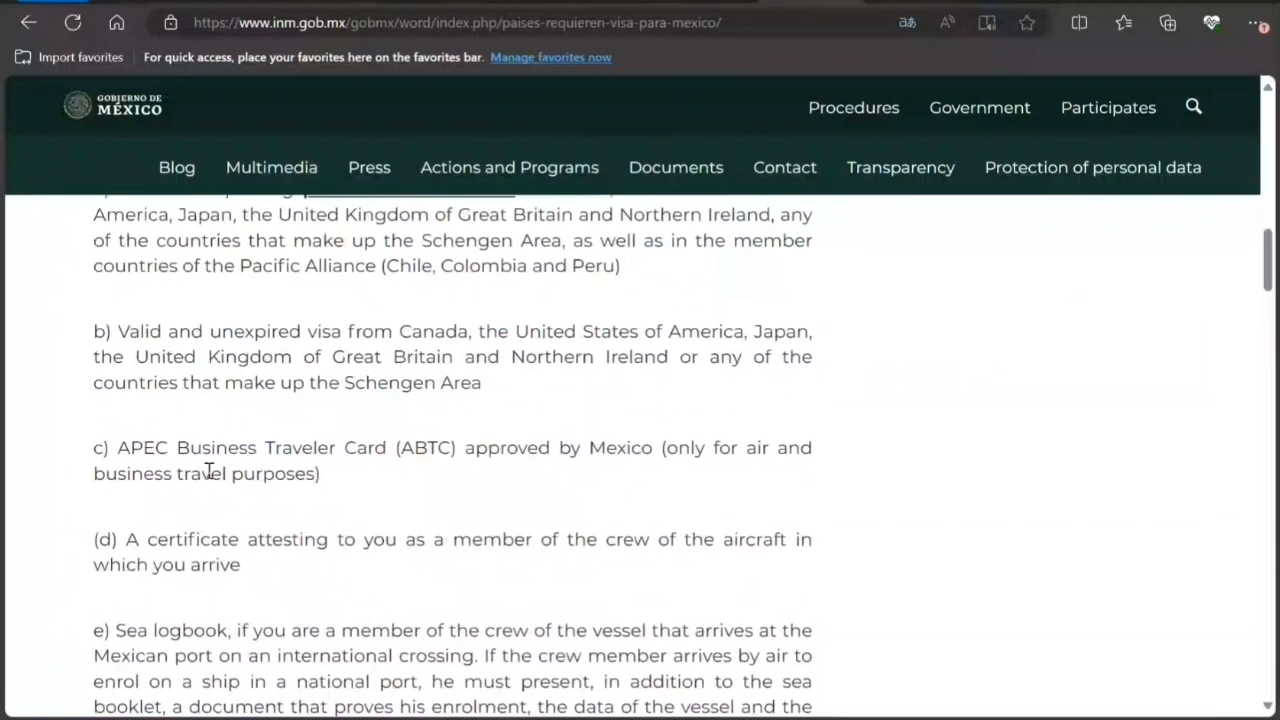 https://www.inm.gob.mx/gobmx/word/index.php/paises-requieren-visa-para-mexico/
Import favorites
For quick access, place your favorites here on the favorites bar. Manage favorites now
GOBIERNO DE
MÉXICO
Procedures Government Participates
Blog Multimedia Press Actions and Programs Documents Contact Transparency Protection of personal data
America, Japan, the United Kingdom of Great Britain and Northern Ireland, any
of the countries that make up the Schengen Area, as well as in the member
countries of the Pacific Alliance (Chile, Colombia and Peru)
b) Valid and unexpired visa from Canada, the United States of America, Japan,
the United Kingdom of Great Britain and Northern Ireland or any of the
countries that make up the Schengen Area
c) APEC Business Traveler Card (ABTC) approved by Mexico (only for air and
business travel purposes)
(d) A certificate attesting to you as a member of the crew of the aircraft in
which you arrive
e) Sea logbook, if you are a member of the crew of the vessel that arrives at the
Mexican port on an international crossing. If the crew member arrives by air to
enrol on a ship in a national port, he must present, in addition to the sea
booklet, a document that proves his enrolment, the data of the vessel and the